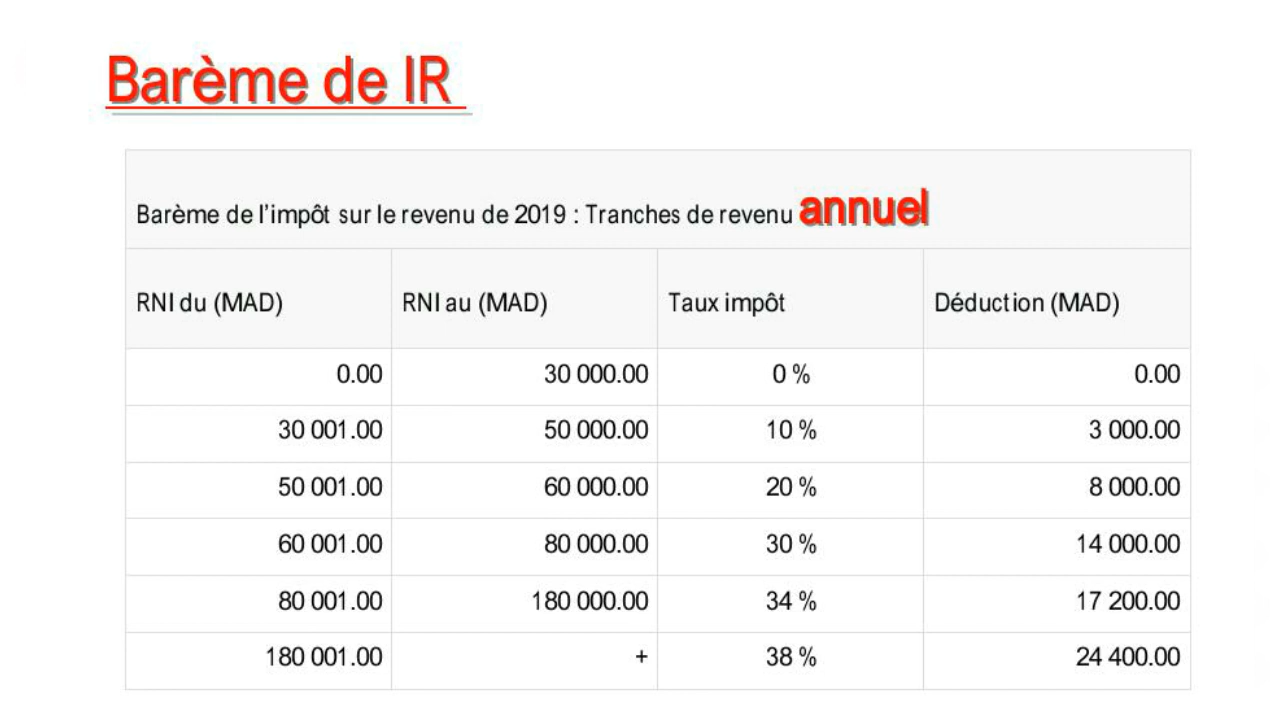 Barème de IR
Barème de l'impôt sur le revenu de 2019 : Tranches de revenu annuel
RNI du (MAD) RNI au (MAD) Taux impôt Déduction (MAD)
0.00 30 000.00 0 % 0.00
30 001.00 50 000.00 10 % 3 000.00
50 001.00 60 000.00 20 % 8 000.00
60 001.00 80 000.00 30 % 14 000.00
80 001.00 180 000.00 34 % 17 200.00
180 001.00 + 38 % 24 400.00